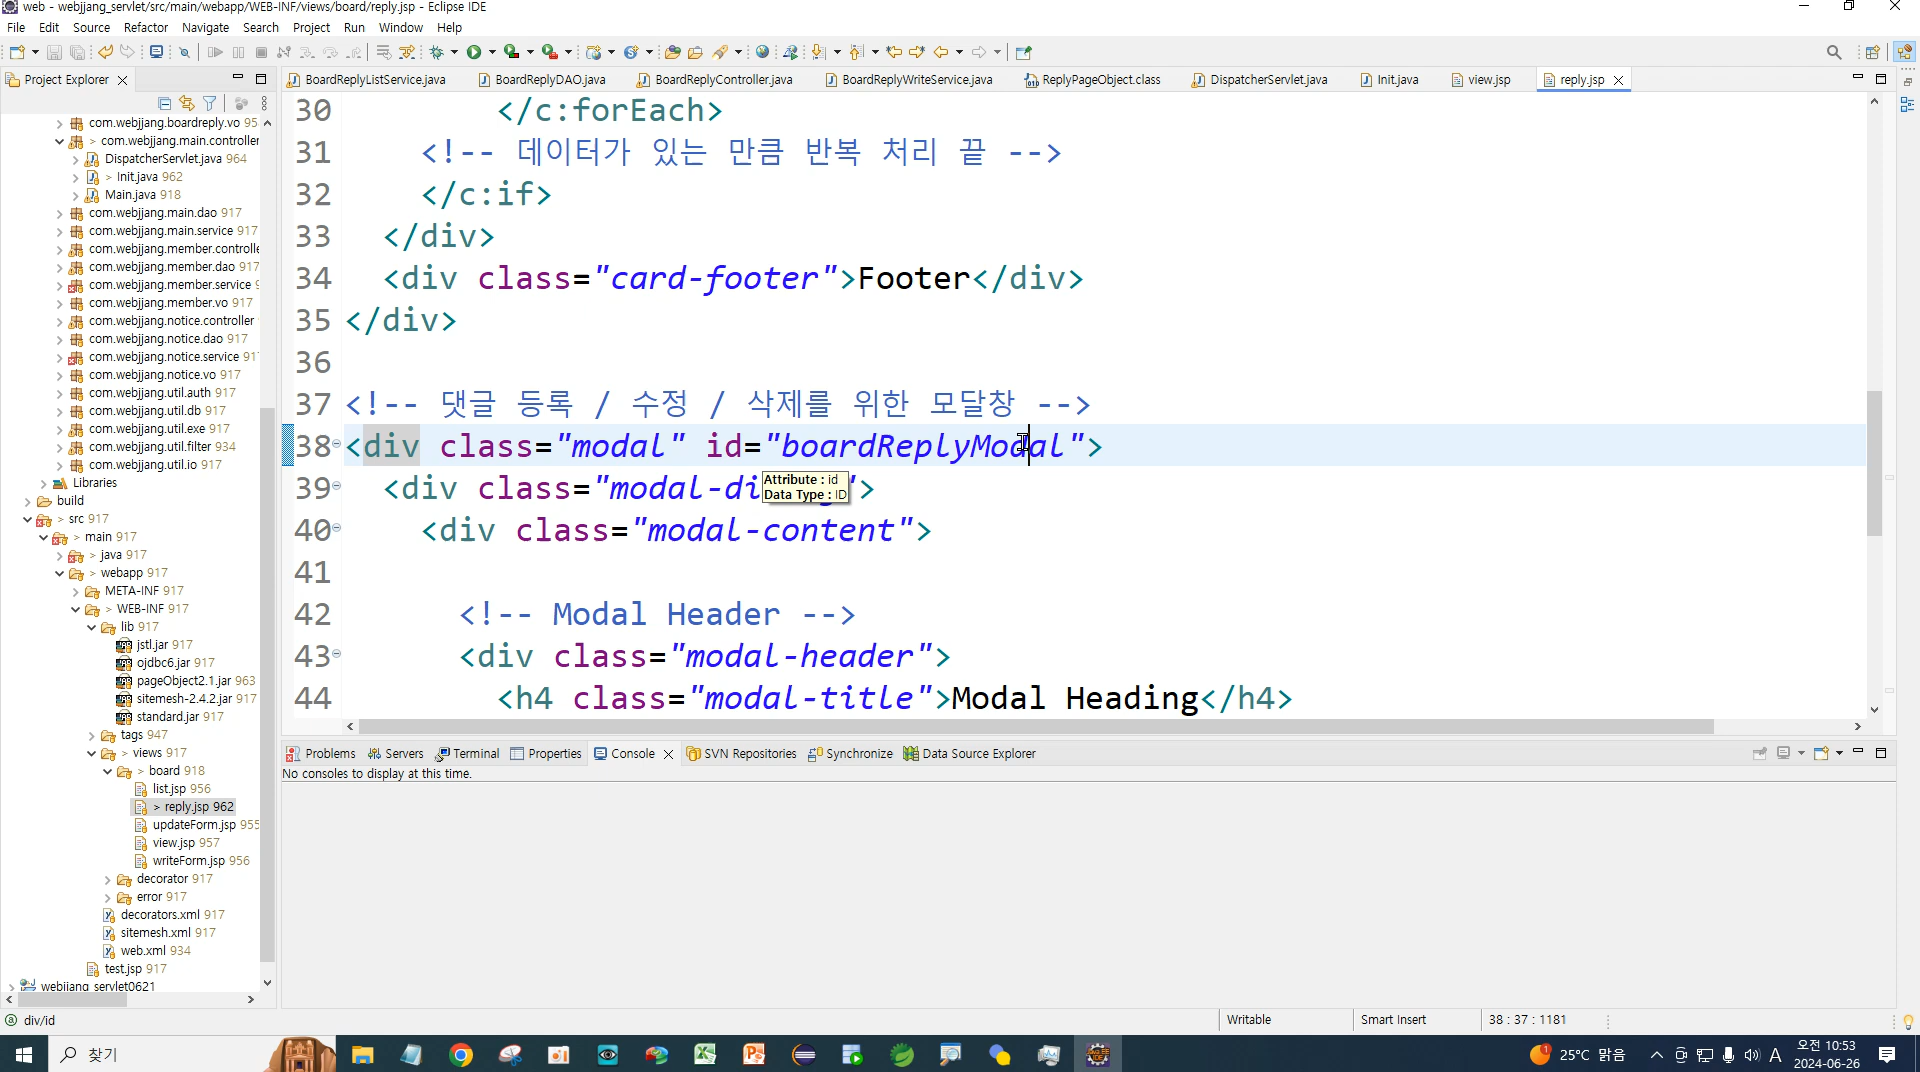 web - webjjang_servlet/src/main/webapp/WEB-INF/views/board/reply.jsp - Eclipse IDE
File Edit Source Refactor Navigate Search Project Run Window Help
Project Explorer
BoardReplyListService.java BoardReplyDAO.java BoardReplyController.java BoardReplyWriteService.java ReplyPageObject.class DispatcherServlet.java Init.java view.jsp reply.jsp
com.webjjang.boardreply.vo 95
> com.webjjang.main.controller
DispatcherServlet.java 964
> Init.java 962
Main.java 918
com.webjjang.main.dao 917
com.webjjang.main.service 917
com.webjjang.member.controlle
com.webjjang.member.dao 917
com.webjjang.member.service 9
com.webjjang.member.vo 917
com.webjjang.notice.controller
com.webjjang.notice.dao 917
com.webjjang.notice.service 917
com.webjjang.notice.vo 917
com.webjjang.util.auth 917
com.webjjang.util.db 917
com.webjjang.util.exe 917
com.webjjang.util.filter 934
com.webjjang.util.io 917
Libraries
build
> src 917
> main 917
> java 917
> webapp 917
META-INF 917
> WEB-INF 917
lib 917
jstl.jar 917
ojdbc6.jar 917
pageObject2.1.jar 963
sitemesh-2.4.2.jar 917
standard.jar 917
tags 947
> views 917
> board 918
list.jsp 956
> reply.jsp 962
updateForm.jsp 955
view.jsp 957
writeForm.jsp 956
decorator 917
error 917
decorators.xml 917
sitemesh.xml 917
web.xml 934
test.jsp 917
webjjang_servlet0621
30 </c:forEach>
31 <!-- 데이터가 있는 만큼 반복 처리 끝 -->
32 </c:if>
33 </div>
34 <div class="card-footer">Footer</div>
35 </div>
36
37 <!-- 댓글 등록 / 수정 / 삭제를 위한 모달창 -->
38 <div class="modal" id="boardReplyModal">
39 <div class="modal-di
Attribute : id
Data Type : ID
40 <div class="modal-content">
41
42 <!-- Modal Header -->
43 <div class="modal-header">
44 <h4 class="modal-title">Modal Heading</h4>
Problems Servers Terminal Properties Console SVN Repositories Synchronize Data Source Explorer
No consoles to display at this time.
div/id Writable Smart Insert 38 : 37 : 1181
찾기 25°C 맑음 A 오전 10:53
2024-06-26